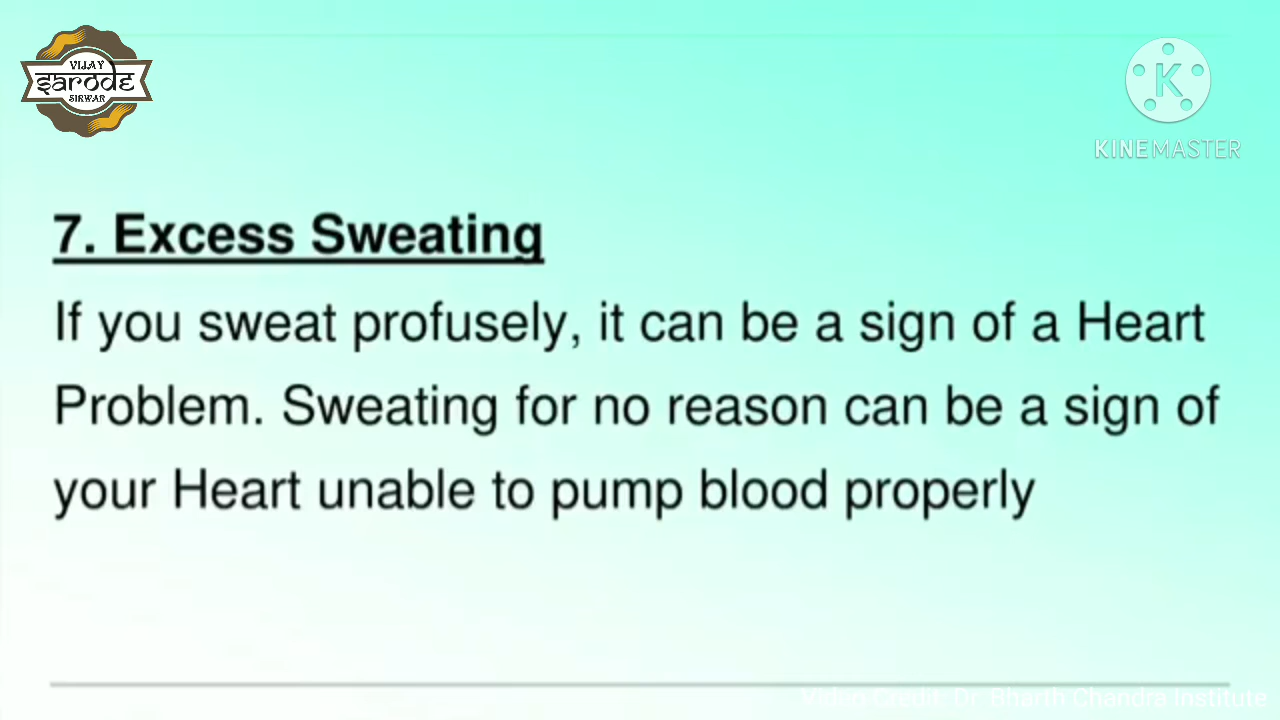 VIJAY
sarode
SIRWAR
K
KINEMASTER
7. Excess Sweating
If you sweat profusely, it can be a sign of a Heart
Problem. Sweating for no reason can be a sign of
your Heart unable to pump blood properly
Video Credit: Dr. Bharth Chandra Institute